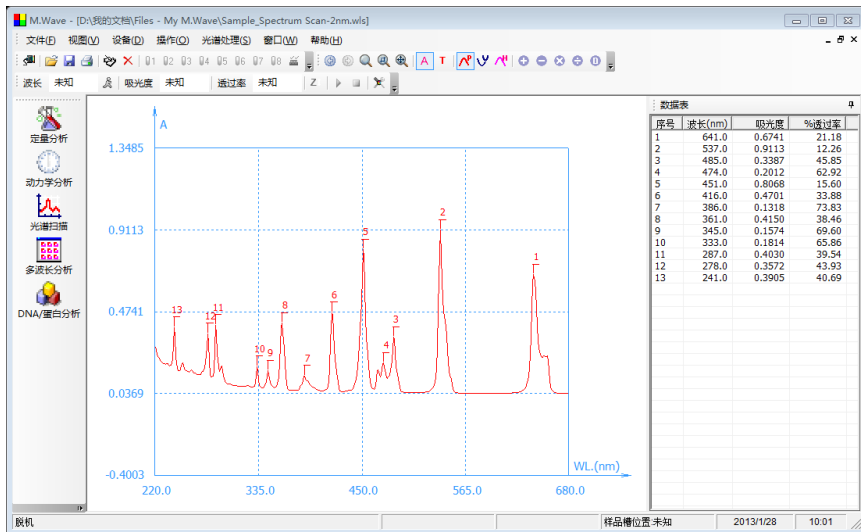 M.Wave - [D:\我的文档\Files - My M.Wave\Sample_Spectrum Scan-2nm.wls]
文件(F) 视图(V) 设备(D) 操作(O) 光谱处理(S) 窗口(W) 帮助(H)
1 2 3 4 5 6 7 8 A T
波长 未知 吸光度 未知 透过率 未知 Z
定量分析
动力学分析
光谱扫描
多波长分析
DNA/蛋白分析
A
1.3485
0.9113
0.4741
0.0369
-0.4003
220.0 335.0 450.0 565.0 680.0
WL.(nm)
13 12 11 10 9 8 7 6 5 4 3 2 1
数据表
序号 波长(nm) 吸光度 %透过率
1 641.0 0.6741 21.18
2 537.0 0.9113 12.26
3 485.0 0.3387 45.85
4 474.0 0.2012 62.92
5 451.0 0.8068 15.60
6 416.0 0.4701 33.88
7 386.0 0.1318 73.83
8 361.0 0.4150 38.46
9 345.0 0.1574 69.60
10 333.0 0.1814 65.86
11 287.0 0.4030 39.54
12 278.0 0.3572 43.93
13 241.0 0.3905 40.69
脱机 样品槽位置:未知 2013/1/28 10:01